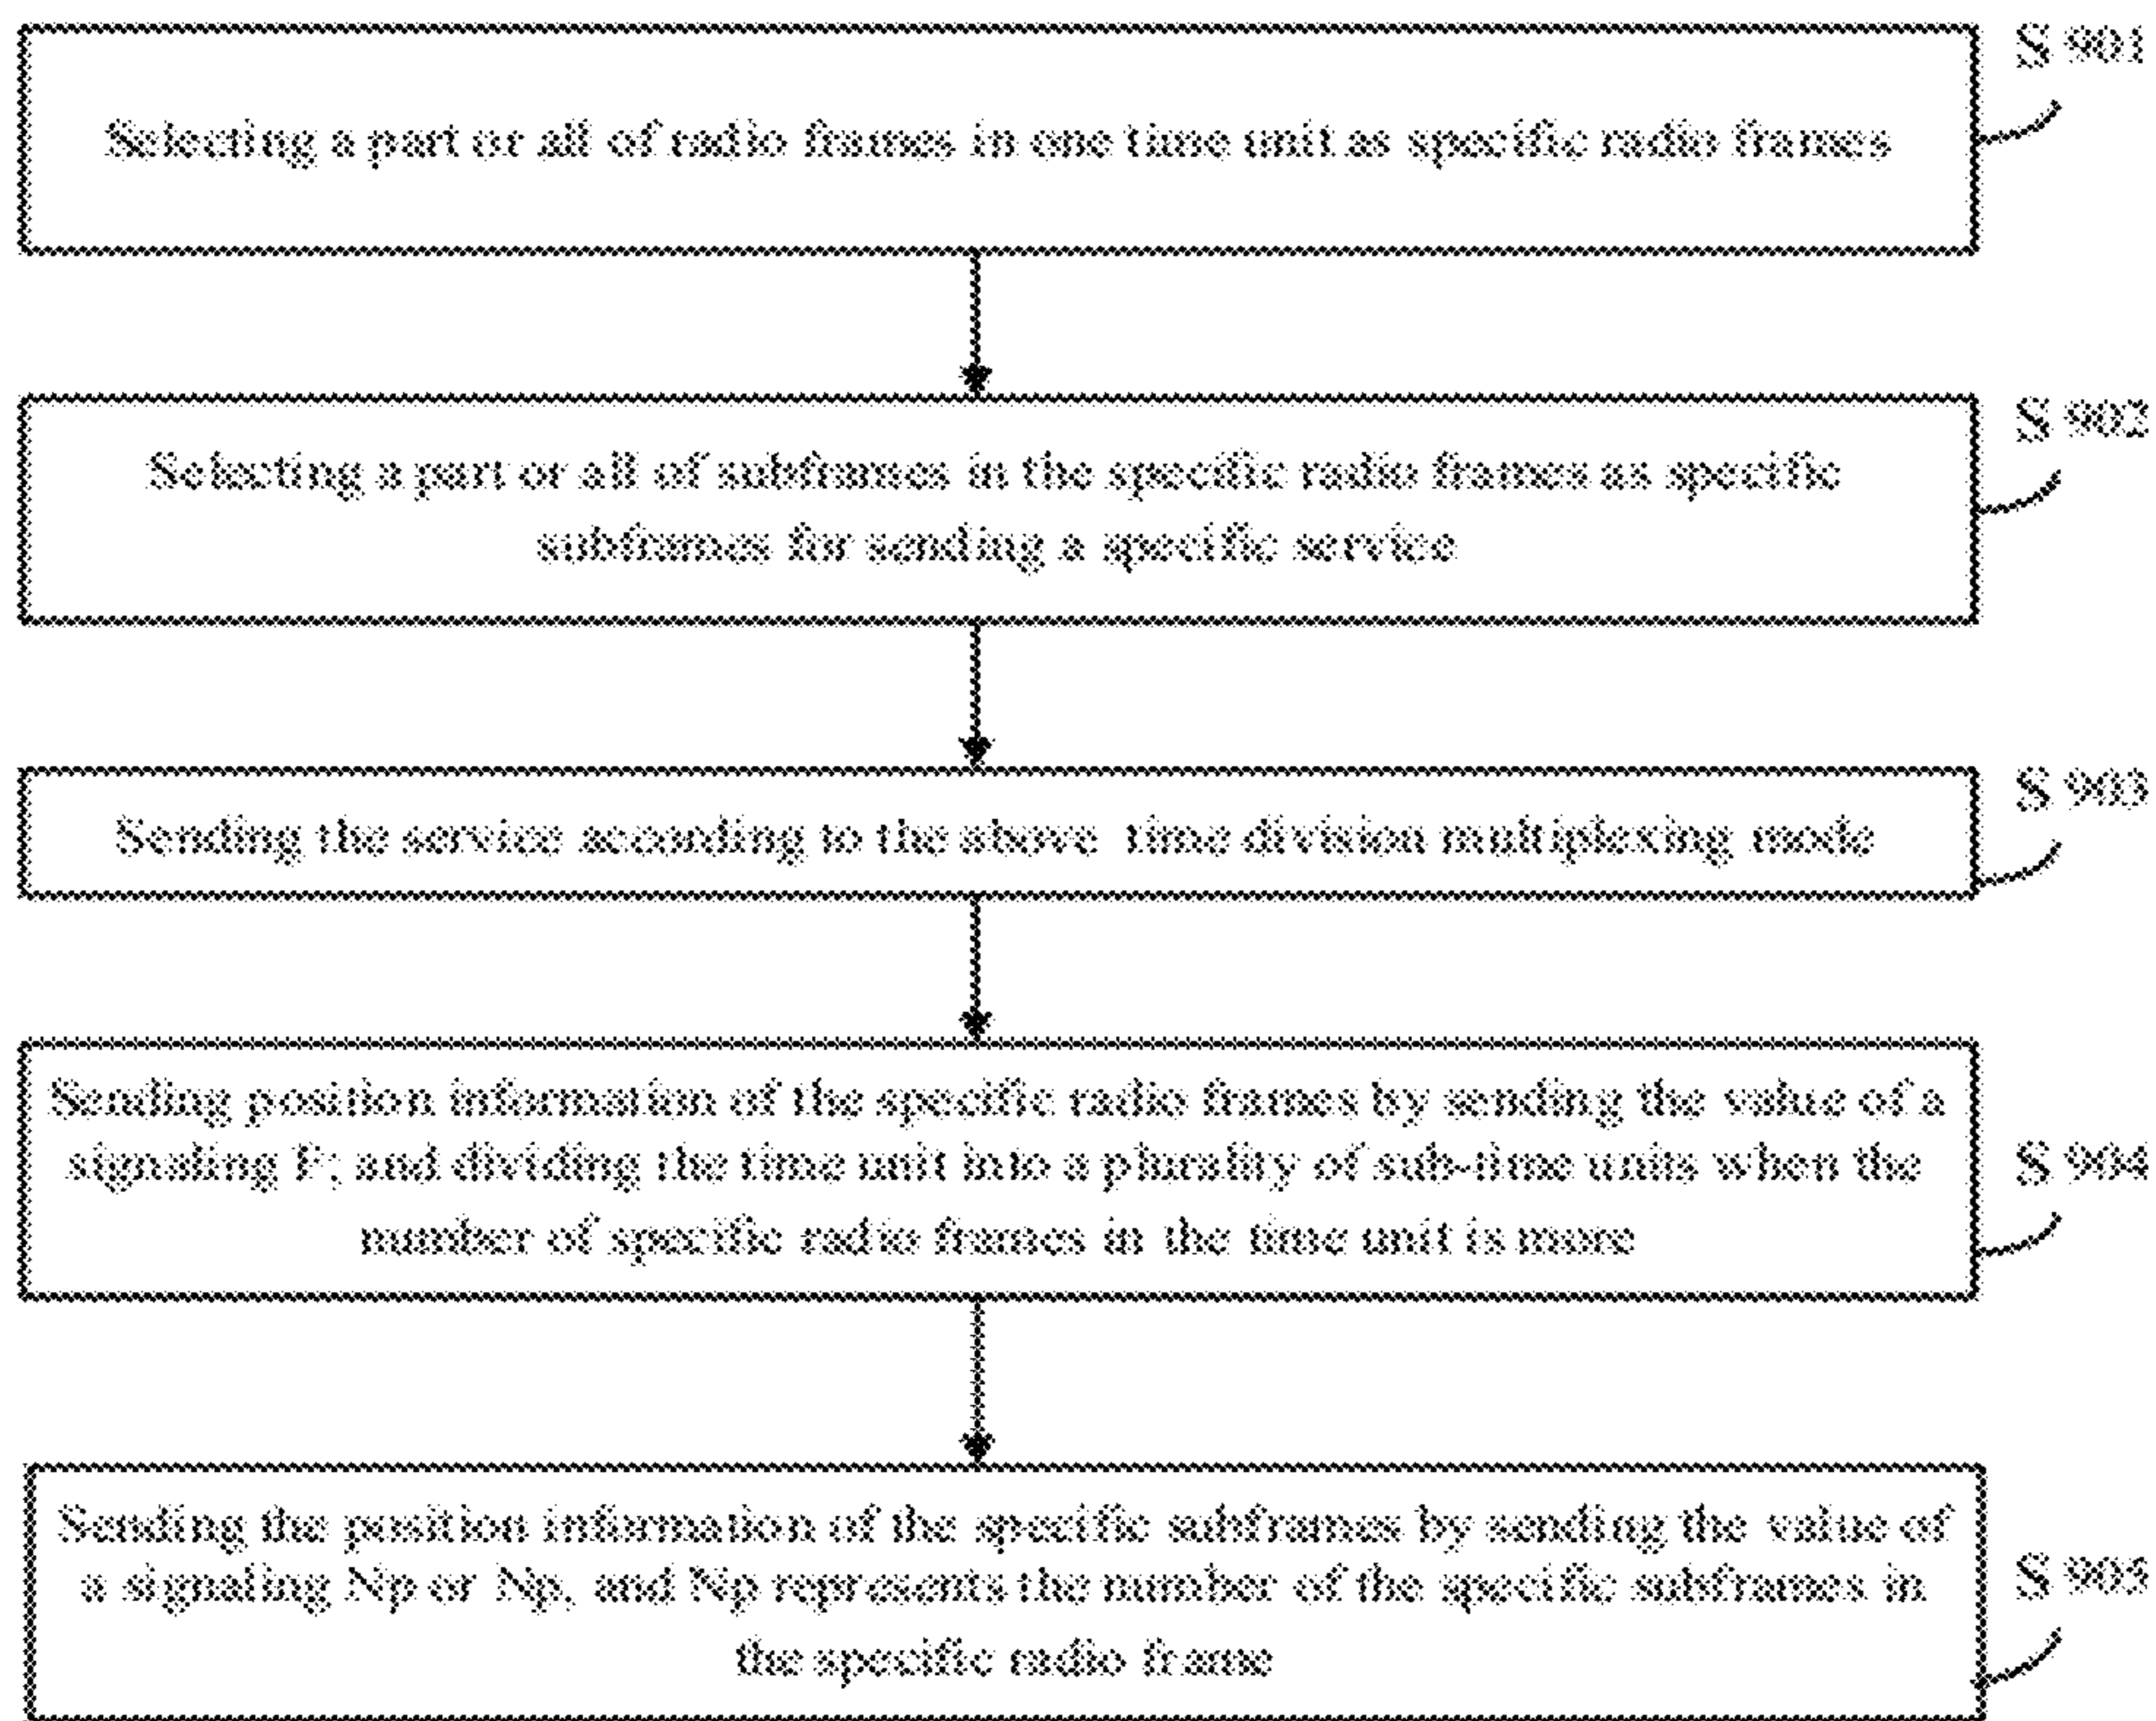 S 901
Selecting a part or all of radio frames in one time unit as specific radio frames
S 902
Selecting a part or all of subframes in the specific radio frames as specific
subframes for sending a specific service
S 903
Sending the service according to the above time division multiplexing mode
Sending position information of the specific radio frames by sending the value of a
signaling F; and dividing the time unit into a plurality of sub-time units when the
S 904
number of specific radio frames in the time unit is more
Sending the position information of the specific subframes by sending the value of
a signaling Np or Np, and Np represents the number of the specific subframes in
S 905
the specific radio frame